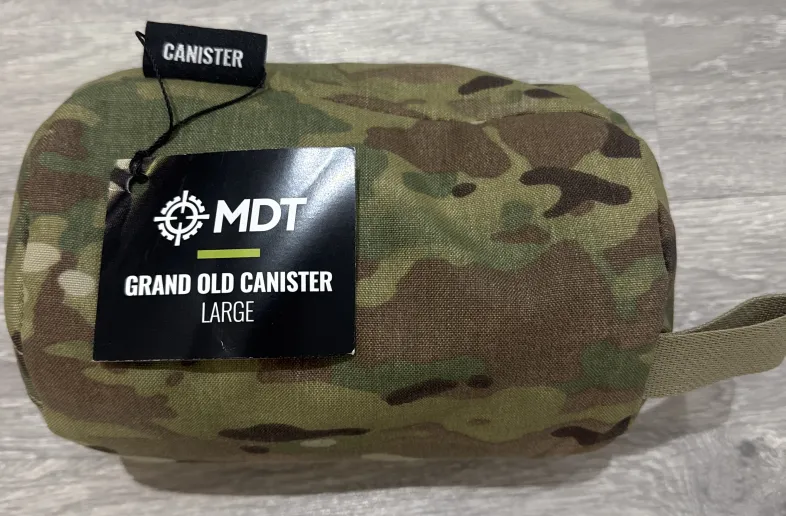 CANISTER
MDT
GRAND OLD CANISTER
LARGE